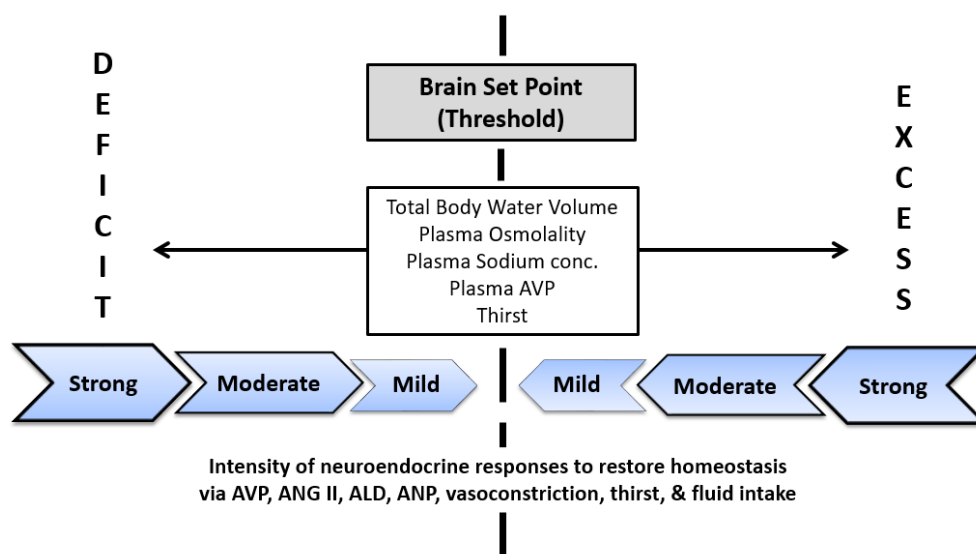 DEFICIT
Brain Set Point
(Threshold)
EXCESS
Total Body Water Volume
Plasma Osmolality
Plasma Sodium conc.
Plasma AVP
Thirst
Strong
Moderate
Mild
Mild
Moderate
Strong
Intensity of neuroendocrine responses to restore homeostasis
via AVP, ANG II, ALD, ANP, vasoconstriction, thirst, & fluid intake